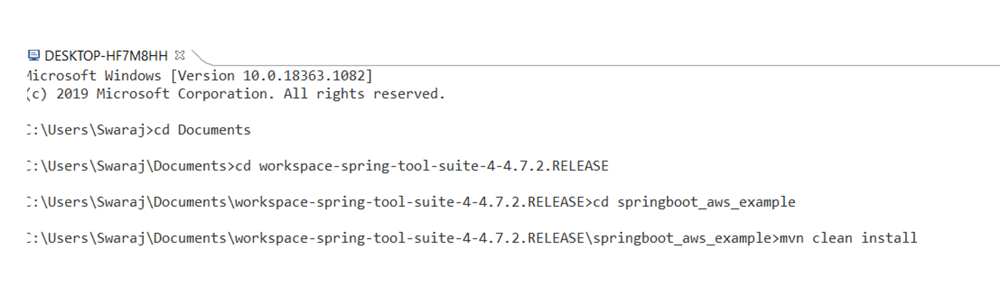 DESKTOP-HF7M8HH
Microsoft Windows [Version 10.0.18363.1082]
(c) 2019 Microsoft Corporation. All rights reserved.
C:\Users\Swaraj>cd Documents
C:\Users\Swaraj\Documents>cd workspace-spring-tool-suite-4-4.7.2.RELEASE
C:\Users\Swaraj\Documents\workspace-spring-tool-suite-4-4.7.2.RELEASE>cd springboot_aws_example
C:\Users\Swaraj\Documents\workspace-spring-tool-suite-4-4.7.2.RELEASE\springboot_aws_example>mvn clean install